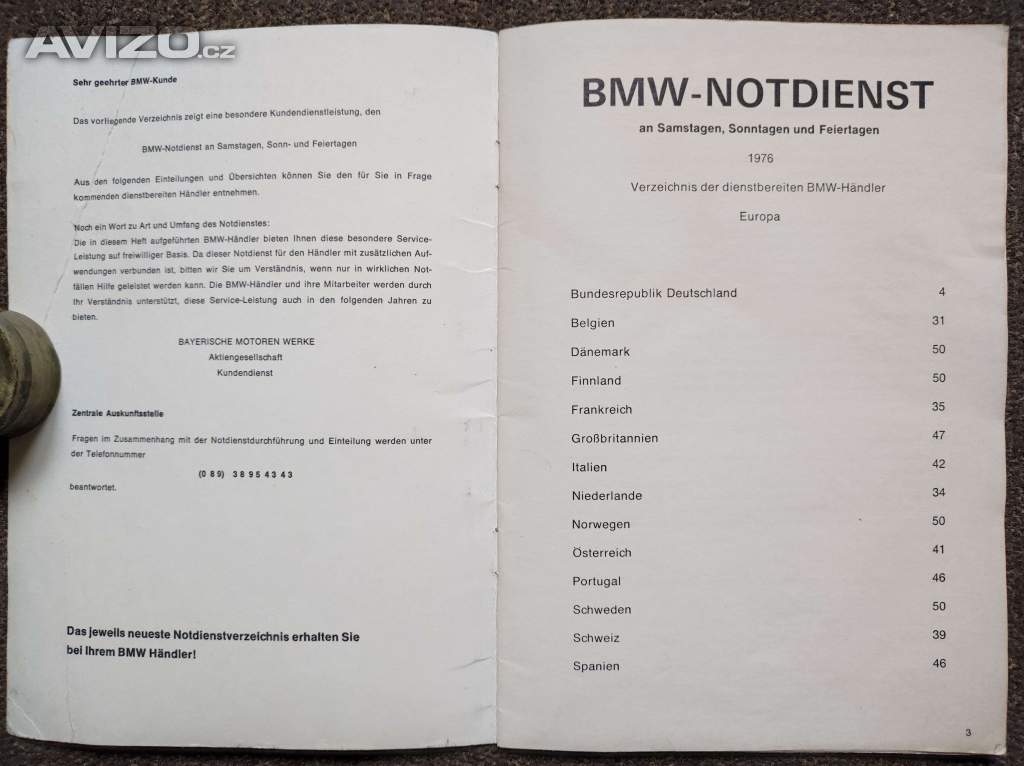 AVIZO.cz
Sehr geehrter BMW-Kunde
Das vorliegende Verzeichnis zeigt eine besondere Kundendienstleistung, den
BMW-Notdienst an Samstagen, Sonn- und Feiertagen
Aus den folgenden Einteilungen und Übersichten können Sie den für Sie in Frage
kommenden dienstbereiten Händler entnehmen.
Noch ein Wort zu Art und Umfang des Notdienstes:
Die in diesem Heft aufgeführten BMW-Händler bieten Ihnen diese besondere Service-
Leistung auf freiwilliger Basis. Da dieser Notdienst für den Händler mit zusätzlichen Auf-
wendungen verbunden ist, bitten wir Sie um Verständnis, wenn nur in wirklichen Not-
fällen Hilfe geleistet werden kann. Die BMW-Händler und ihre Mitarbeiter werden durch
Ihr Verständnis unterstützt, diese Service-Leistung auch in den folgenden Jahren zu
bieten.
BAYERISCHE MOTOREN WERKE
Aktiengesellschaft
Kundendienst
Zentrale Auskunftsstelle
Fragen im Zusammenhang mit der Notdienstdurchführung und Einteilung werden unter
der Telefonnummer
(0 89) 38 95 43 43
beantwortet.
Das jeweils neueste Notdienstverzeichnis erhalten Sie
bei Ihrem BMW Händler!
BMW-NOTDIENST
an Samstagen, Sonntagen und Feiertagen
1976
Verzeichnis der dienstbereiten BMW-Händler
Europa
Bundesrepublik Deutschland 4
Belgien 31
Dänemark 50
Finnland 50
Frankreich 35
Großbritannien 47
Italien 42
Niederlande 34
Norwegen 50
Österreich 41
Portugal 46
Schweden 50
Schweiz 39
Spanien 46
3